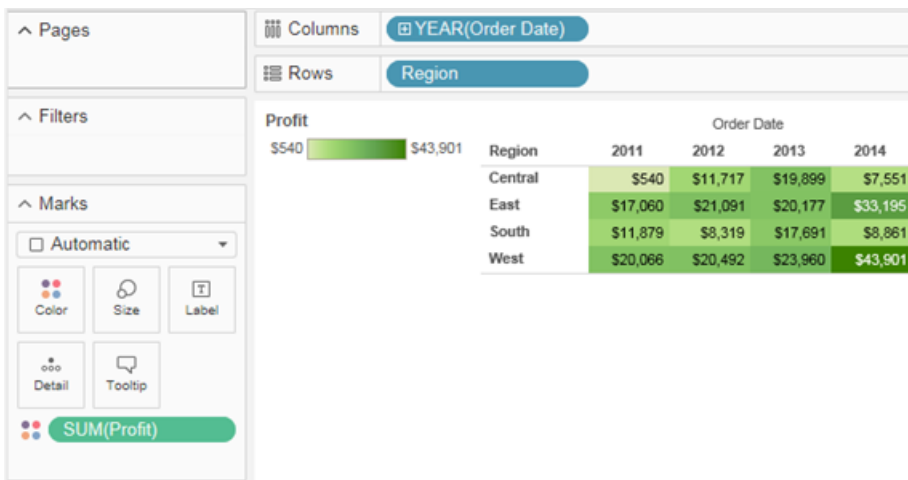 Pages
Columns
YEAR(Order Date)
Rows
Region
Filters
Profit
$540 $43,901
Order Date
Region 2011 2012 2013 2014
Central $540 $11,717 $19,899 $7,551
East $17,060 $21,091 $20,177 $33,195
South $11,879 $8,319 $17,691 $8,861
West $20,066 $20,492 $23,960 $43,901
Marks
Automatic
Color Size Label
Detail Tooltip
SUM(Profit)